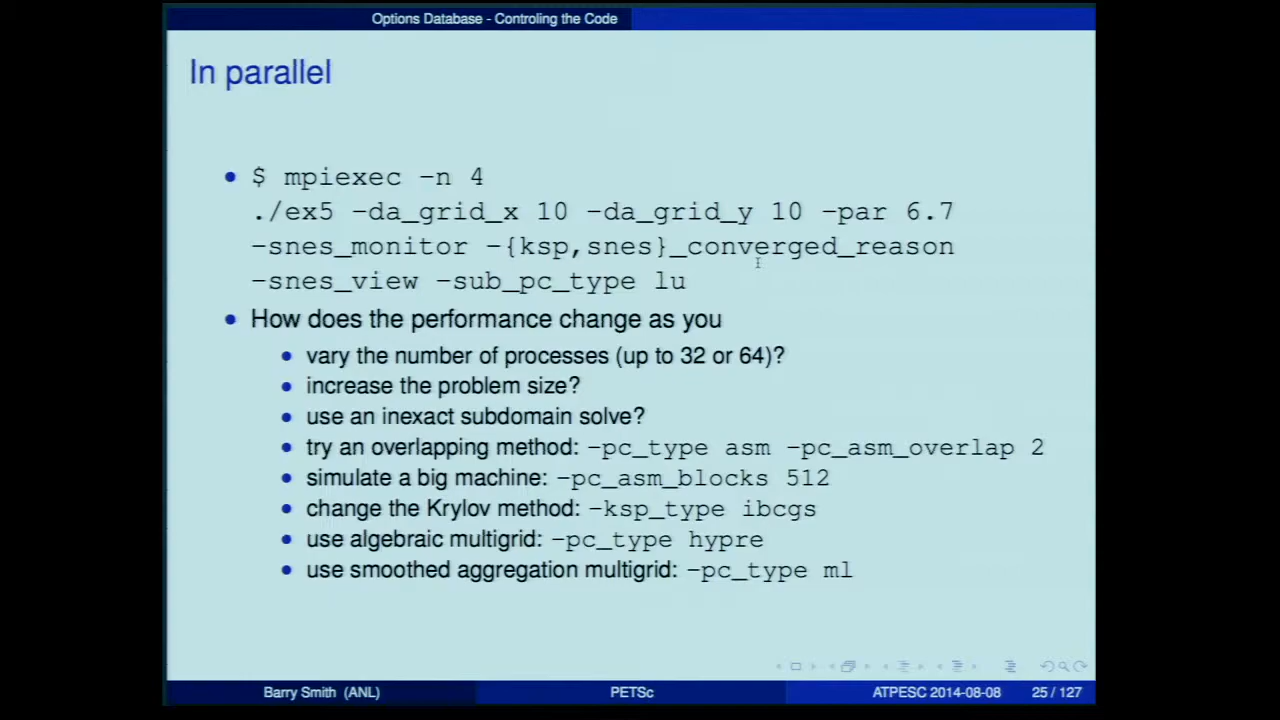 Options Database - Controling the Code
In parallel
$ mpiexec -n 4
./ex5 -da_grid_x 10 -da_grid_y 10 -par 6.7
-snes_monitor -{ksp,snes}_converged_reason
-snes_view -sub_pc_type lu
How does the performance change as you
vary the number of processes (up to 32 or 64)?
increase the problem size?
use an inexact subdomain solve?
try an overlapping method: -pc_type asm -pc_asm_overlap 2
simulate a big machine: -pc_asm_blocks 512
change the Krylov method: -ksp_type ibcgs
use algebraic multigrid: -pc_type hypre
use smoothed aggregation multigrid: -pc_type ml
Barry Smith (ANL) PETSc ATPESC 2014-08-08 25 / 127